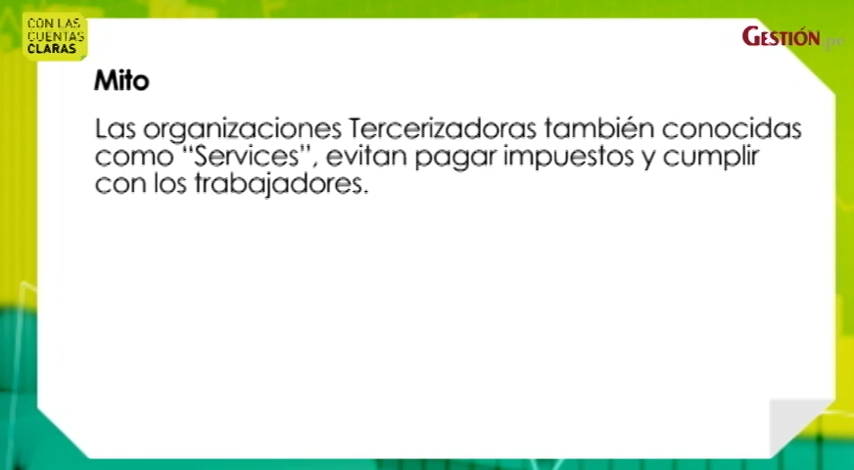 CON LAS
CUENTAS
CLARAS
GESTIÓN.pe
Mito
Las organizaciones Tercerizadoras también conocidas
como “Services”, evitan pagar impuestos y cumplir
con los trabajadores.